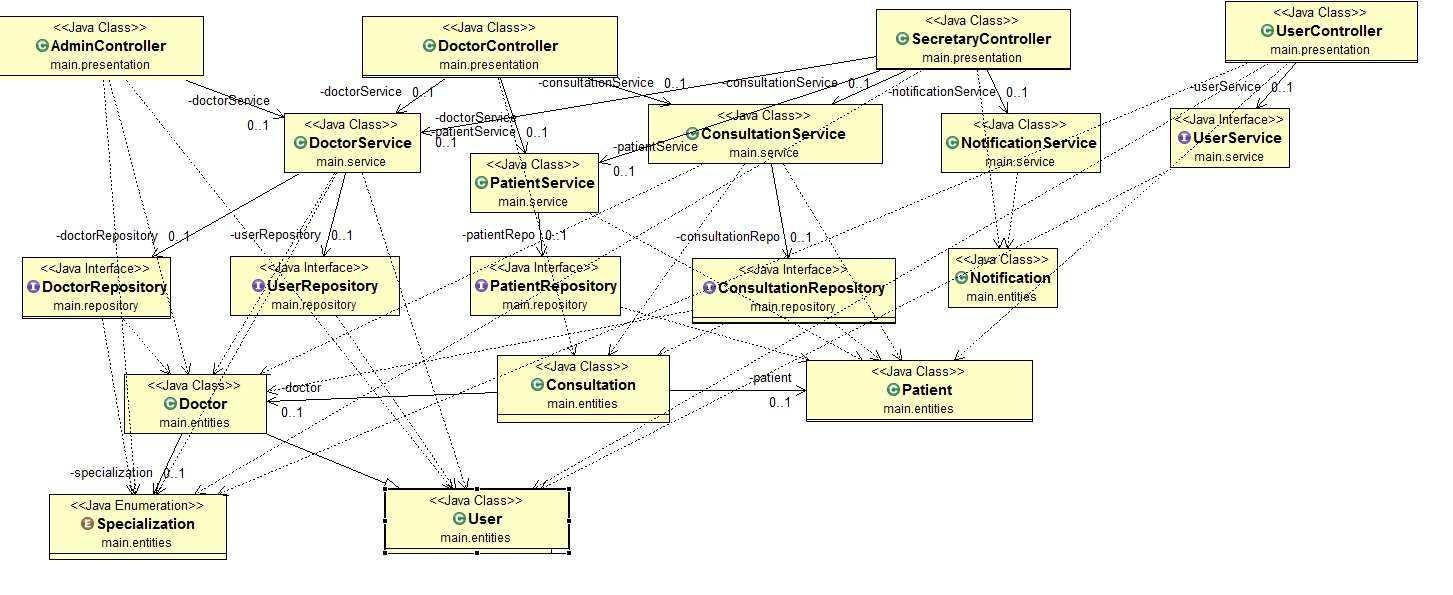 <<Java Class>>
AdminController
main.presentation
<<Java Class>>
DoctorController
main.presentation
<<Java Class>>
SecretaryController
main.presentation
<<Java Class>>
UserController
main.presentation
-doctorService
0..1
-doctorService
0..1
-consultationService
0..1
-consultationService
0..1
-notificationService
0..1
-userService
0..1
-doctorService
0..1
-patientService
0..1
-patientService
0..1
<<Java Class>>
DoctorService
main.service
<<Java Class>>
PatientService
main.service
<<Java Class>>
ConsultationService
main.service
<<Java Class>>
NotificationService
main.service
<<Java Interface>>
UserService
main.service
-doctorRepository
0..1
-userRepository
0..1
-patientRepo
0..1
-consultationRepo
0..1
<<Java Interface>>
DoctorRepository
main.repository
<<Java Interface>>
UserRepository
main.repository
<<Java Interface>>
PatientRepository
main.repository
<<Java Interface>>
ConsultationRepository
main.repository
<<Java Class>>
Notification
main.entities
<<Java Class>>
Doctor
main.entities
-doctor
0..1
<<Java Class>>
Consultation
main.entities
-patient
0..1
<<Java Class>>
Patient
main.entities
-specialization
0..1
<<Java Enumeration>>
Specialization
main.entities
<<Java Class>>
User
main.entities